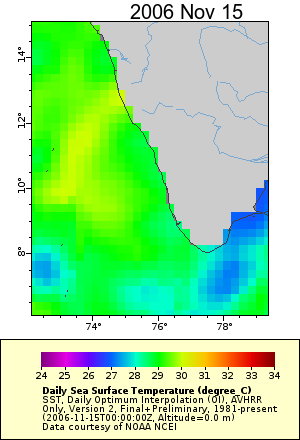 2006 Nov 15
14°
12°
10°
8°
74° 76° 78°
24 25 26 27 28 29 30 31 32 33 34
Daily Sea Surface Temperature (degree_C)
SST, Daily Optimum Interpolation (OI), AVHRR
Only, Version 2, Final+Preliminary, 1981-present
(2006-11-15T00:00:00Z, Altitude=0.0 m)
Data courtesy of NOAA NCEI